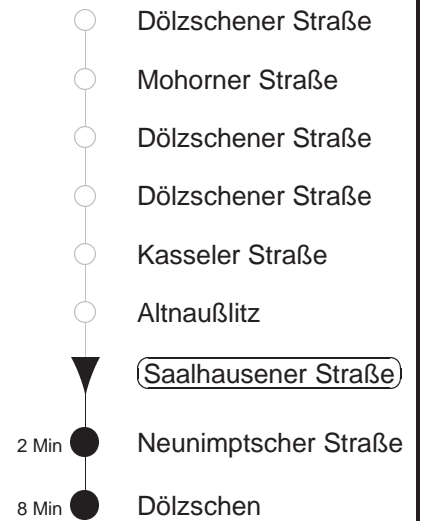 Dölzschener Straße
Mohorner Straße
Dölzschener Straße
Dölzschener Straße
Kasseler Straße
Altnaußlitz
Saalhausener Straße
2 Min Neunimptscher Straße
8 Min Dölzschen